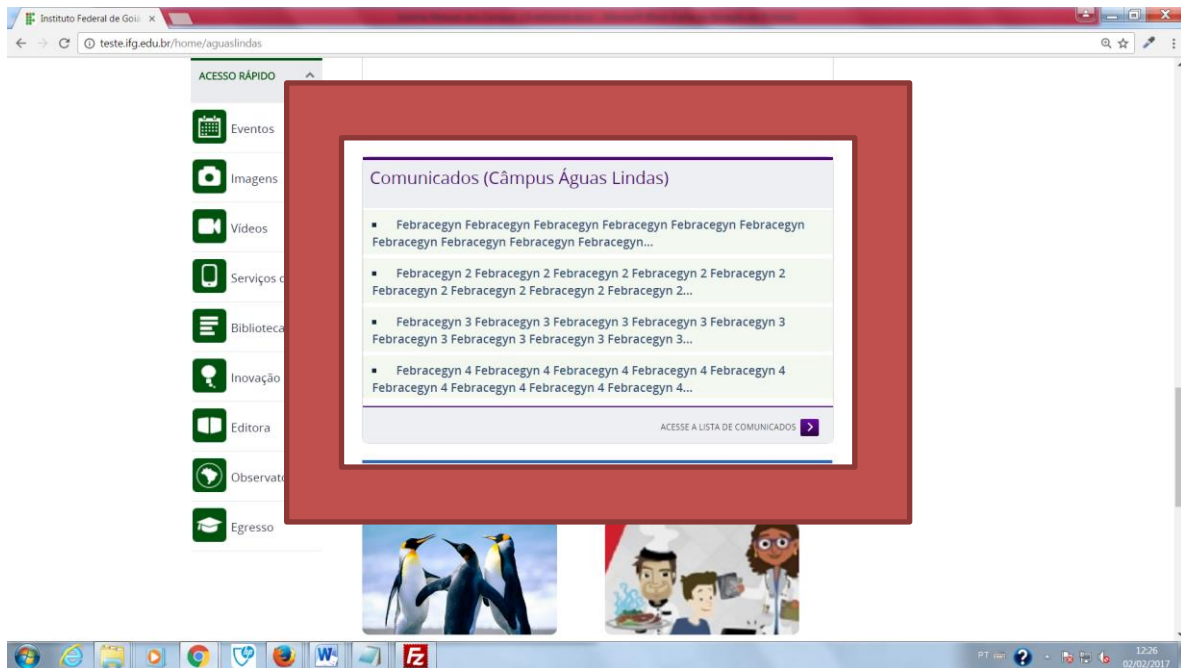 Instituto Federal de Goiá
teste.ifg.edu.br/home/aguaslindas
ACESSO RÁPIDO
Eventos
Imagens
Vídeos
Serviços
Biblioteca
Inovação
Editora
Observat
Egresso
Comunicados (Câmpus Águas Lindas)
Febracegyn Febracegyn Febracegyn Febracegyn Febracegyn Febracegyn
Febracegyn Febracegyn Febracegyn Febracegyn...
Febracegyn 2 Febracegyn 2 Febracegyn 2 Febracegyn 2 Febracegyn 2
Febracegyn 2 Febracegyn 2 Febracegyn 2 Febracegyn 2...
Febracegyn 3 Febracegyn 3 Febracegyn 3 Febracegyn 3 Febracegyn 3
Febracegyn 3 Febracegyn 3 Febracegyn 3 Febracegyn 3...
Febracegyn 4 Febracegyn 4 Febracegyn 4 Febracegyn 4 Febracegyn 4
Febracegyn 4 Febracegyn 4 Febracegyn 4 Febracegyn 4...
ACESSE A LISTA DE COMUNICADOS
PT
12:26
02/02/2017